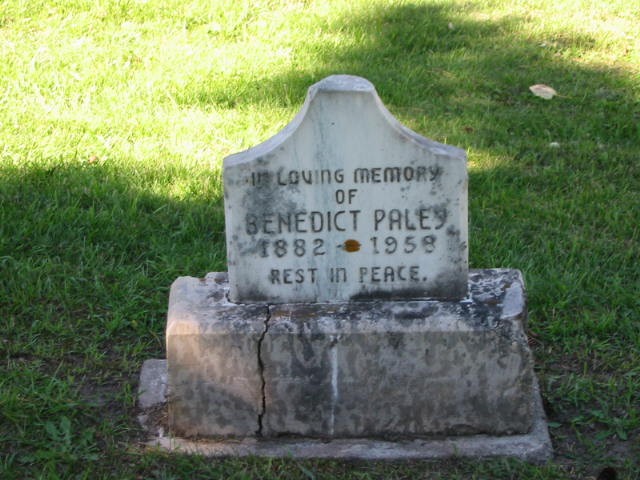 IN LOVING MEMORY
OF
BENEDICT PALEY
1882 - 1958
REST IN PEACE.